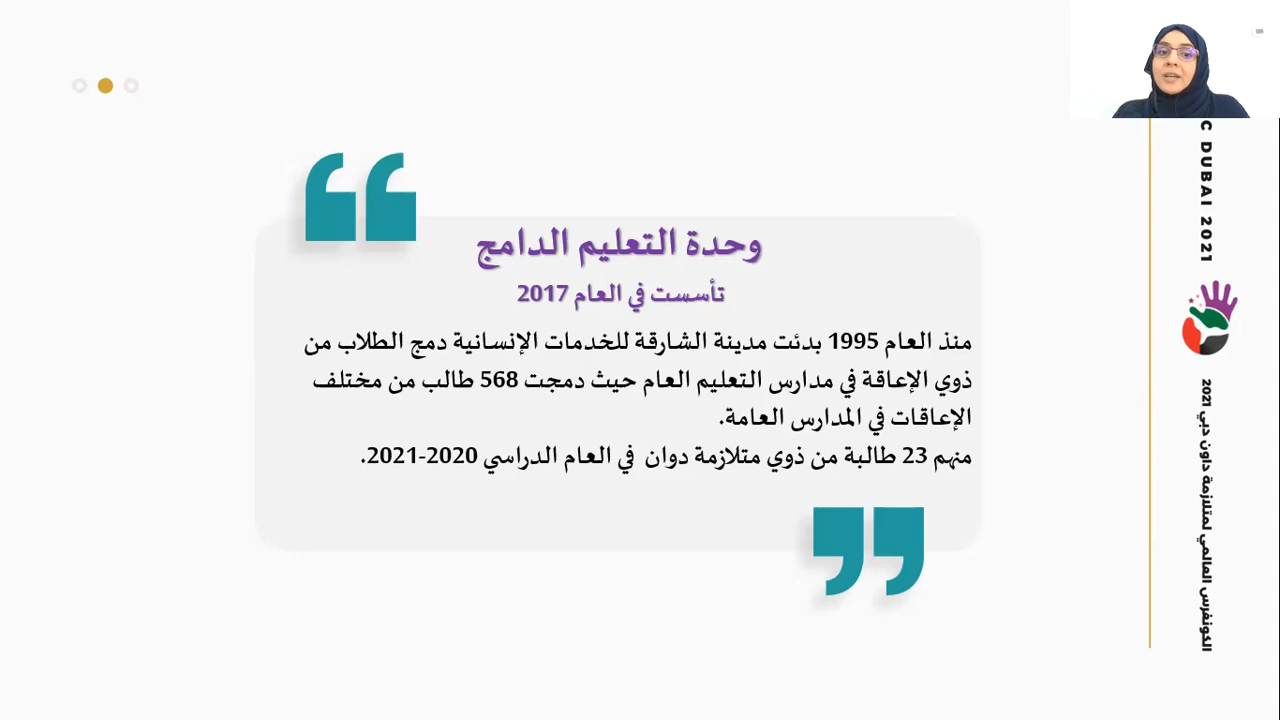 وحدة التعليم الدامج
تأسست في العام 2017
منذ العام 1995 بدئت مدينة الشارقة للخدمات الإنسانية دمج الطلاب من
ذوي الإعاقة في مدارس التعليم العام حيث دمجت 568 طالب من مختلف
الإعاقات في المدارس العامة.
منهم 23 طالبة من ذوي متلازمة دوان في العام الدراسي 2020-2021.
C DUBAI 2021
الكونفرس العالمي لمتلازمة داون دبي 2021